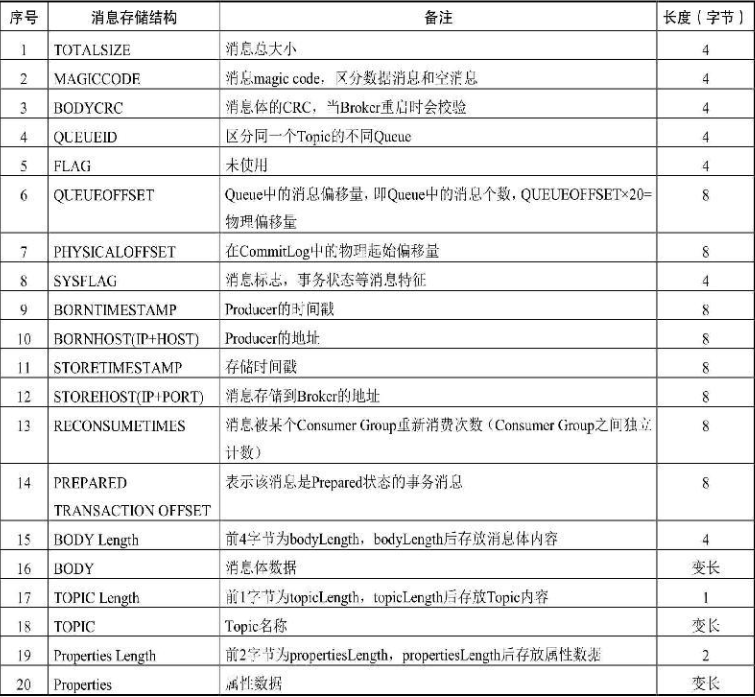 序号 消息存储结构 备注 长度（字节）
1 TOTALSIZE 消息总大小 4
2 MAGICCODE 消息magic code，区分数据消息和空消息 4
3 BODYCRC 消息体的CRC，当Broker重启时会校验 4
4 QUEUEID 区分同一个Topic的不同Queue 4
5 FLAG 未使用 4
6 QUEUEOFFSET Queue中的消息偏移量，即Queue中的消息个数，QUEUEOFFSET×20= 8
物理偏移量
7 PHYSICALOFFSET 在CommitLog中的物理起始偏移量 8
8 SYSFLAG 消息标志，事务状态等消息特征 4
9 BORNTIMESTAMP Producer的时间戳 8
10 BORNHOST(IP+HOST) Producer的地址 8
11 STORETIMESTAMP 存储时间戳 8
12 STOREHOST(IP+PORT) 消息存储到Broker的地址 8
13 RECONSUMETIMES 消息被某个Consumer Group重新消费次数（Consumer Group之间独立 8
计数）
14 PREPARED 表示该消息是Prepared状态的事务消息 8
TRANSACTION OFFSET
15 BODY Length 前4字节为bodyLength，bodyLength后存放消息体内容 4
16 BODY 消息体数据 变长
17 TOPIC Length 前1字节为topicLength，topicLength后存放Topic内容 1
18 TOPIC Topic名称 变长
19 Properties Length 前2字节为propertiesLength，propertiesLength后存放属性数据 2
20 Properties 属性数据 变长